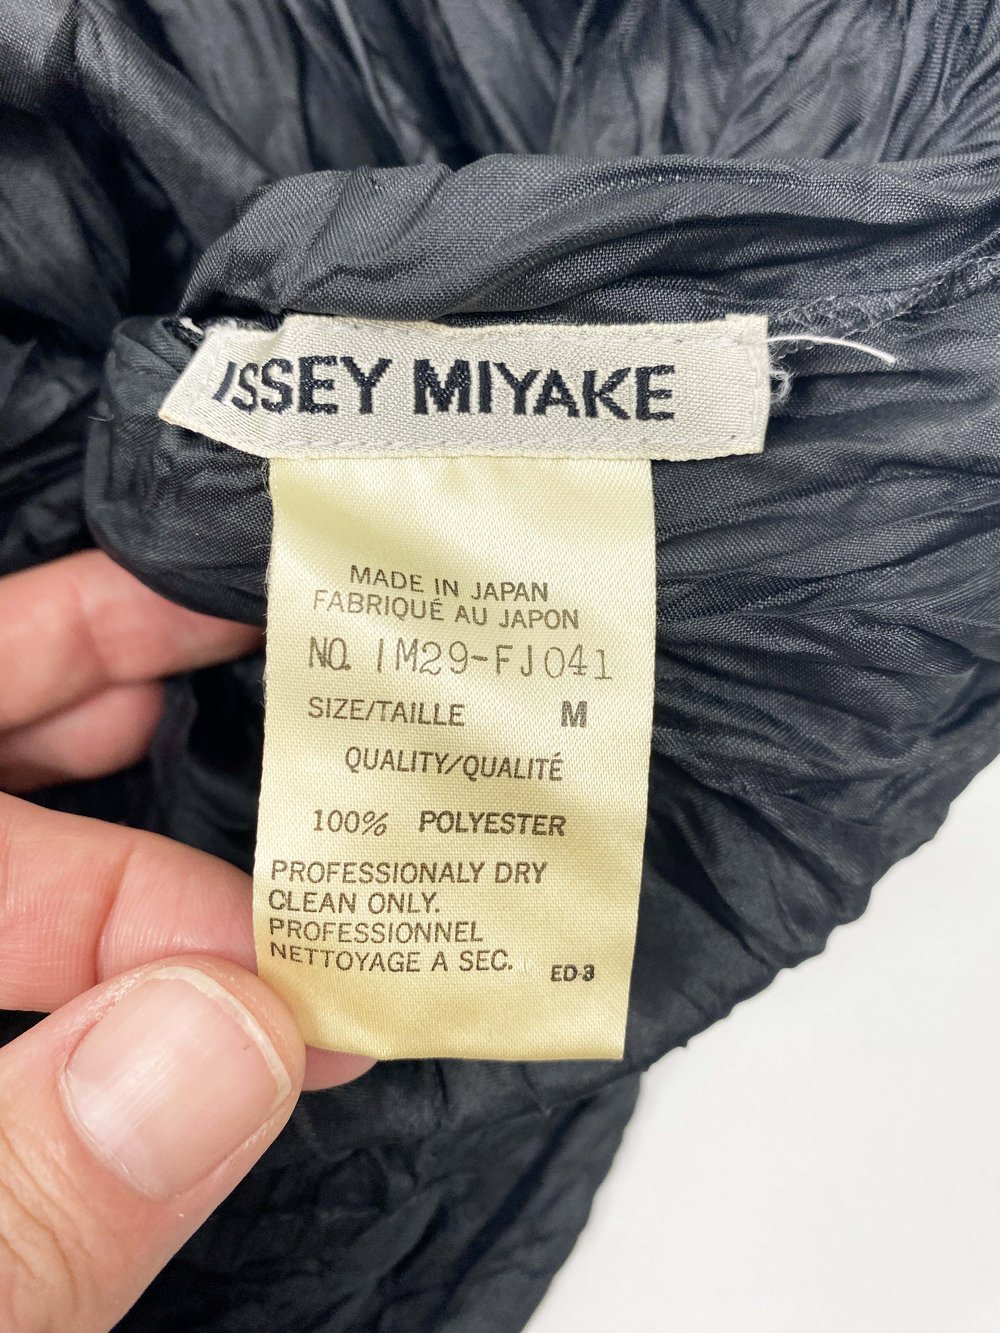 ISSEY MIYAKE
MADE IN JAPAN
FABRIQUÉ AU JAPON
NO. IM29-FJ041
SIZE/TAILLE M
QUALITY/QUALITÉ
100% POLYESTER
PROFESSIONALY DRY
CLEAN ONLY.
PROFESSIONNEL
NETTOYAGE A SEC.
ED-3